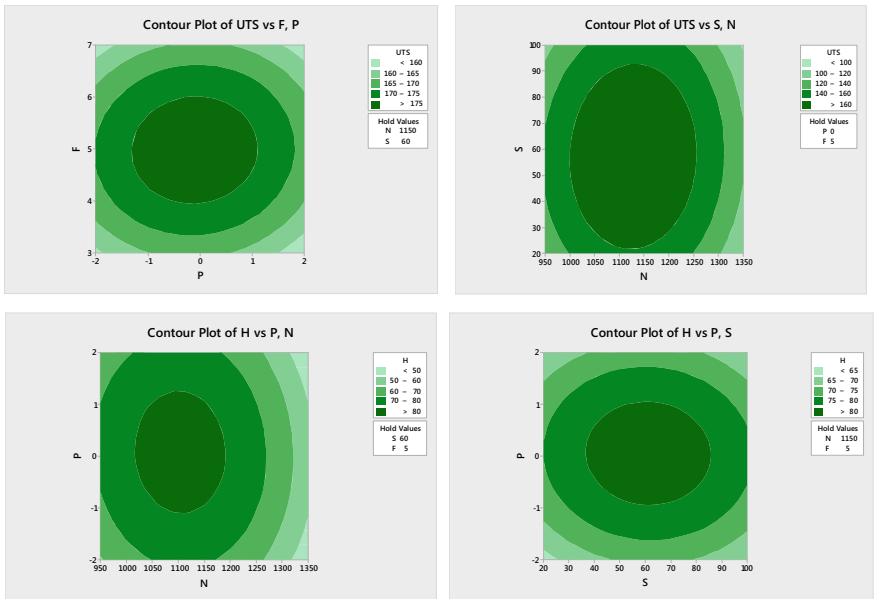 Contour Plot of UTS vs F, P
7
6
5
4
3
F
-2 -1 0 1 2
P
UTS
< 160
160 – 165
165 – 170
170 – 175
> 175
Hold Values
N 1150
S 60
Contour Plot of UTS vs S, N
100
90
80
70
60
50
40
30
20
S
950 1000 1050 1100 1150 1200 1250 1300 1350
N
UTS
< 100
100 – 120
120 – 140
140 – 160
> 160
Hold Values
P 0
F 5
Contour Plot of H vs P, N
2
1
0
-1
-2
P
950 1000 1050 1100 1150 1200 1250 1300 1350
N
H
< 50
50 – 60
60 – 70
70 – 80
> 80
Hold Values
S 60
F 5
Contour Plot of H vs P, S
2
1
0
-1
-2
P
20 30 40 50 60 70 80 90 100
S
H
< 65
65 – 70
70 – 75
75 – 80
> 80
Hold Values
N 1150
F 5